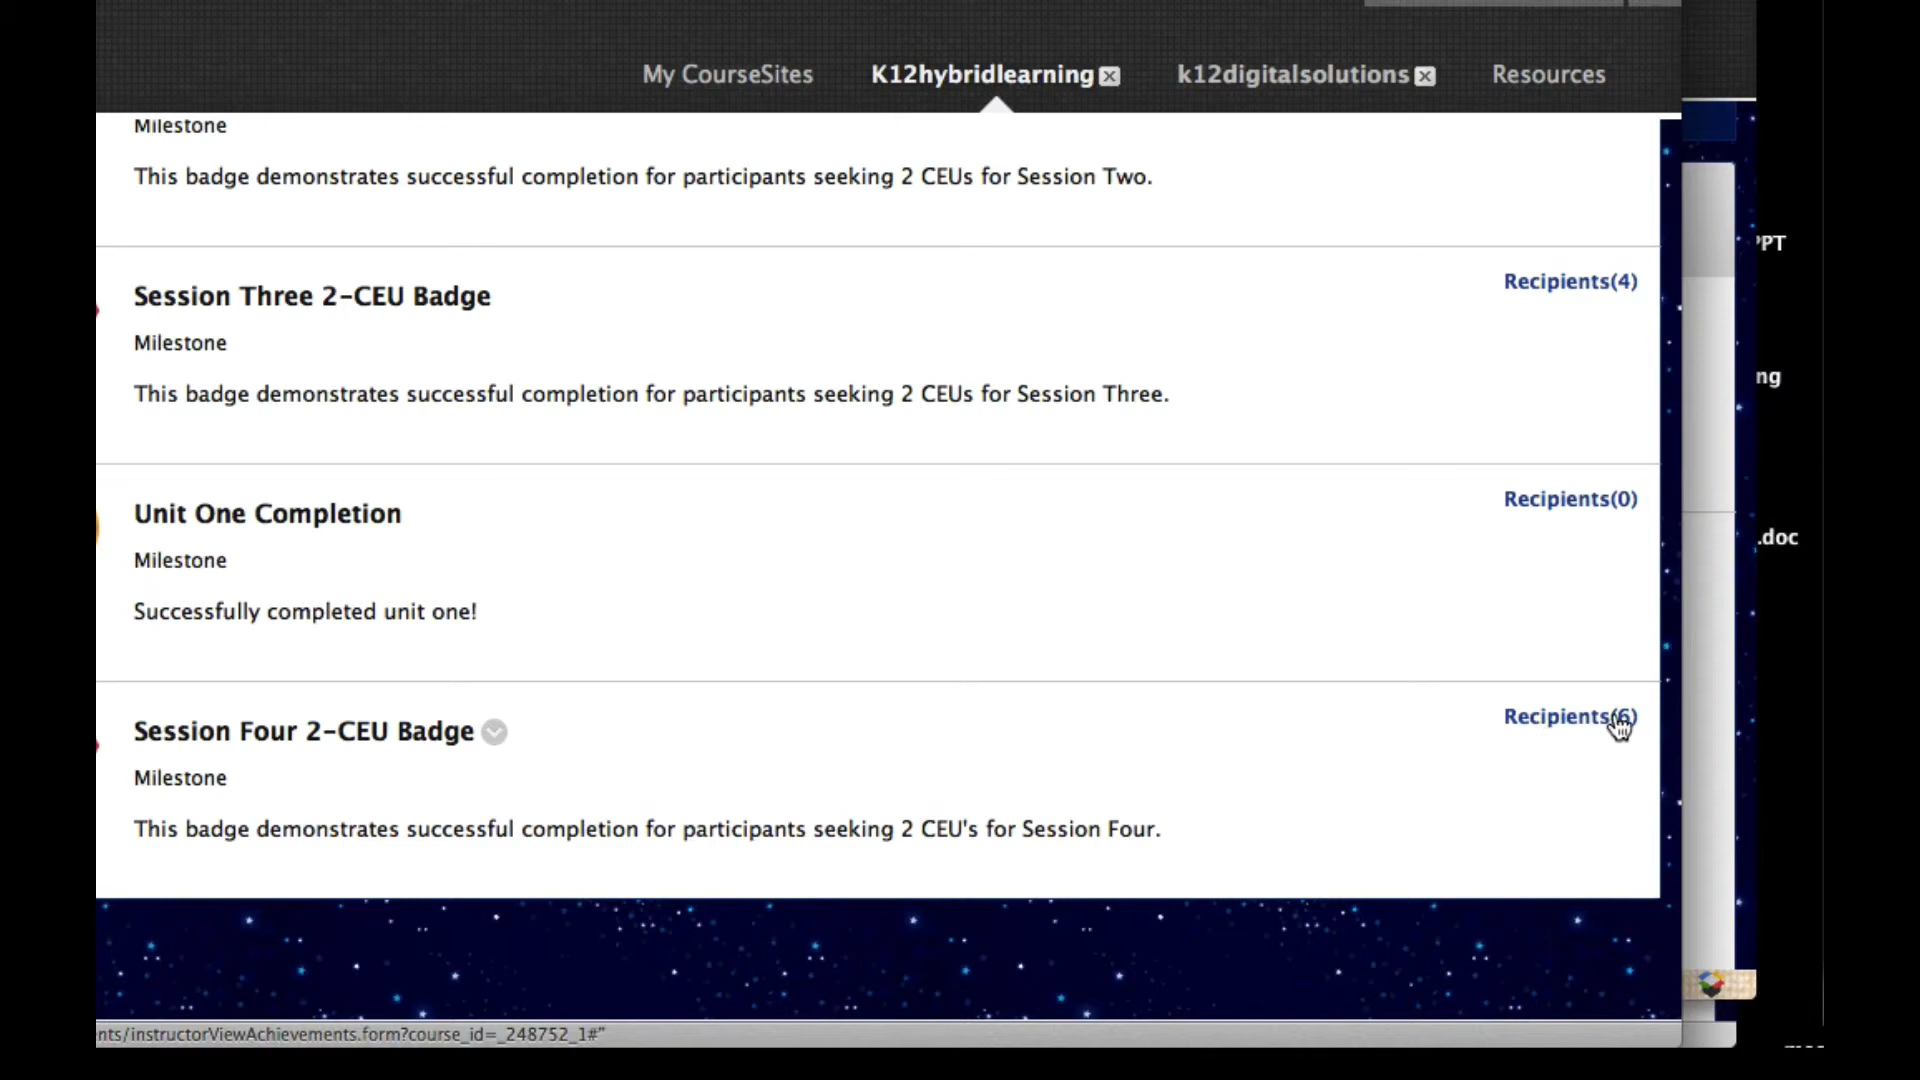 My CourseSites K12hybridlearning k12digitalsolutions Resources
Milestone
This badge demonstrates successful completion for participants seeking 2 CEUs for Session Two.
PPT
Session Three 2-CEU Badge Recipients(4)
Milestone
ng
This badge demonstrates successful completion for participants seeking 2 CEUs for Session Three.
Unit One Completion Recipients(0)
.doc
Milestone
Successfully completed unit one!
Session Four 2-CEU Badge Recipients(6)
Milestone
This badge demonstrates successful completion for participants seeking 2 CEU's for Session Four.
nts/instructorViewAchievements.form?course_id=_248752_1#"